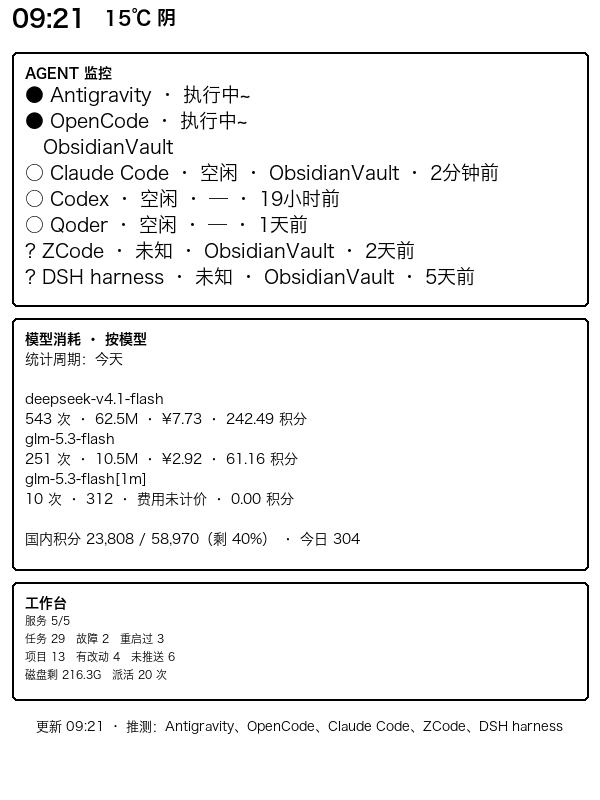 09:21 15℃ 阴
AGENT 监控
● Antigravity · 执行中~
● OpenCode · 执行中~
ObsidianVault
○ Claude Code · 空闲 · ObsidianVault · 2分钟前
○ Codex · 空闲 · — · 19小时前
○ Qoder · 空闲 · — · 1天前
? ZCode · 未知 · ObsidianVault · 2天前
? DSH harness · 未知 · ObsidianVault · 5天前
模型消耗 · 按模型
统计周期：今天
deepseek-v4.1-flash
543 次 · 62.5M · ¥7.73 · 242.49 积分
glm-5.3-flash
251 次 · 10.5M · ¥2.92 · 61.16 积分
glm-5.3-flash[1m]
10 次 · 312 · 费用未计价 · 0.00 积分
国内积分 23,808 / 58,970（剩 40%） · 今日 304
工作台
服务 5/5
任务 29 故障 2 重启过 3
项目 13 有改动 4 未推送 6
磁盘剩 216.3G 派活 20 次
更新 09:21 · 推测：Antigravity、OpenCode、Claude Code、ZCode、DSH harness